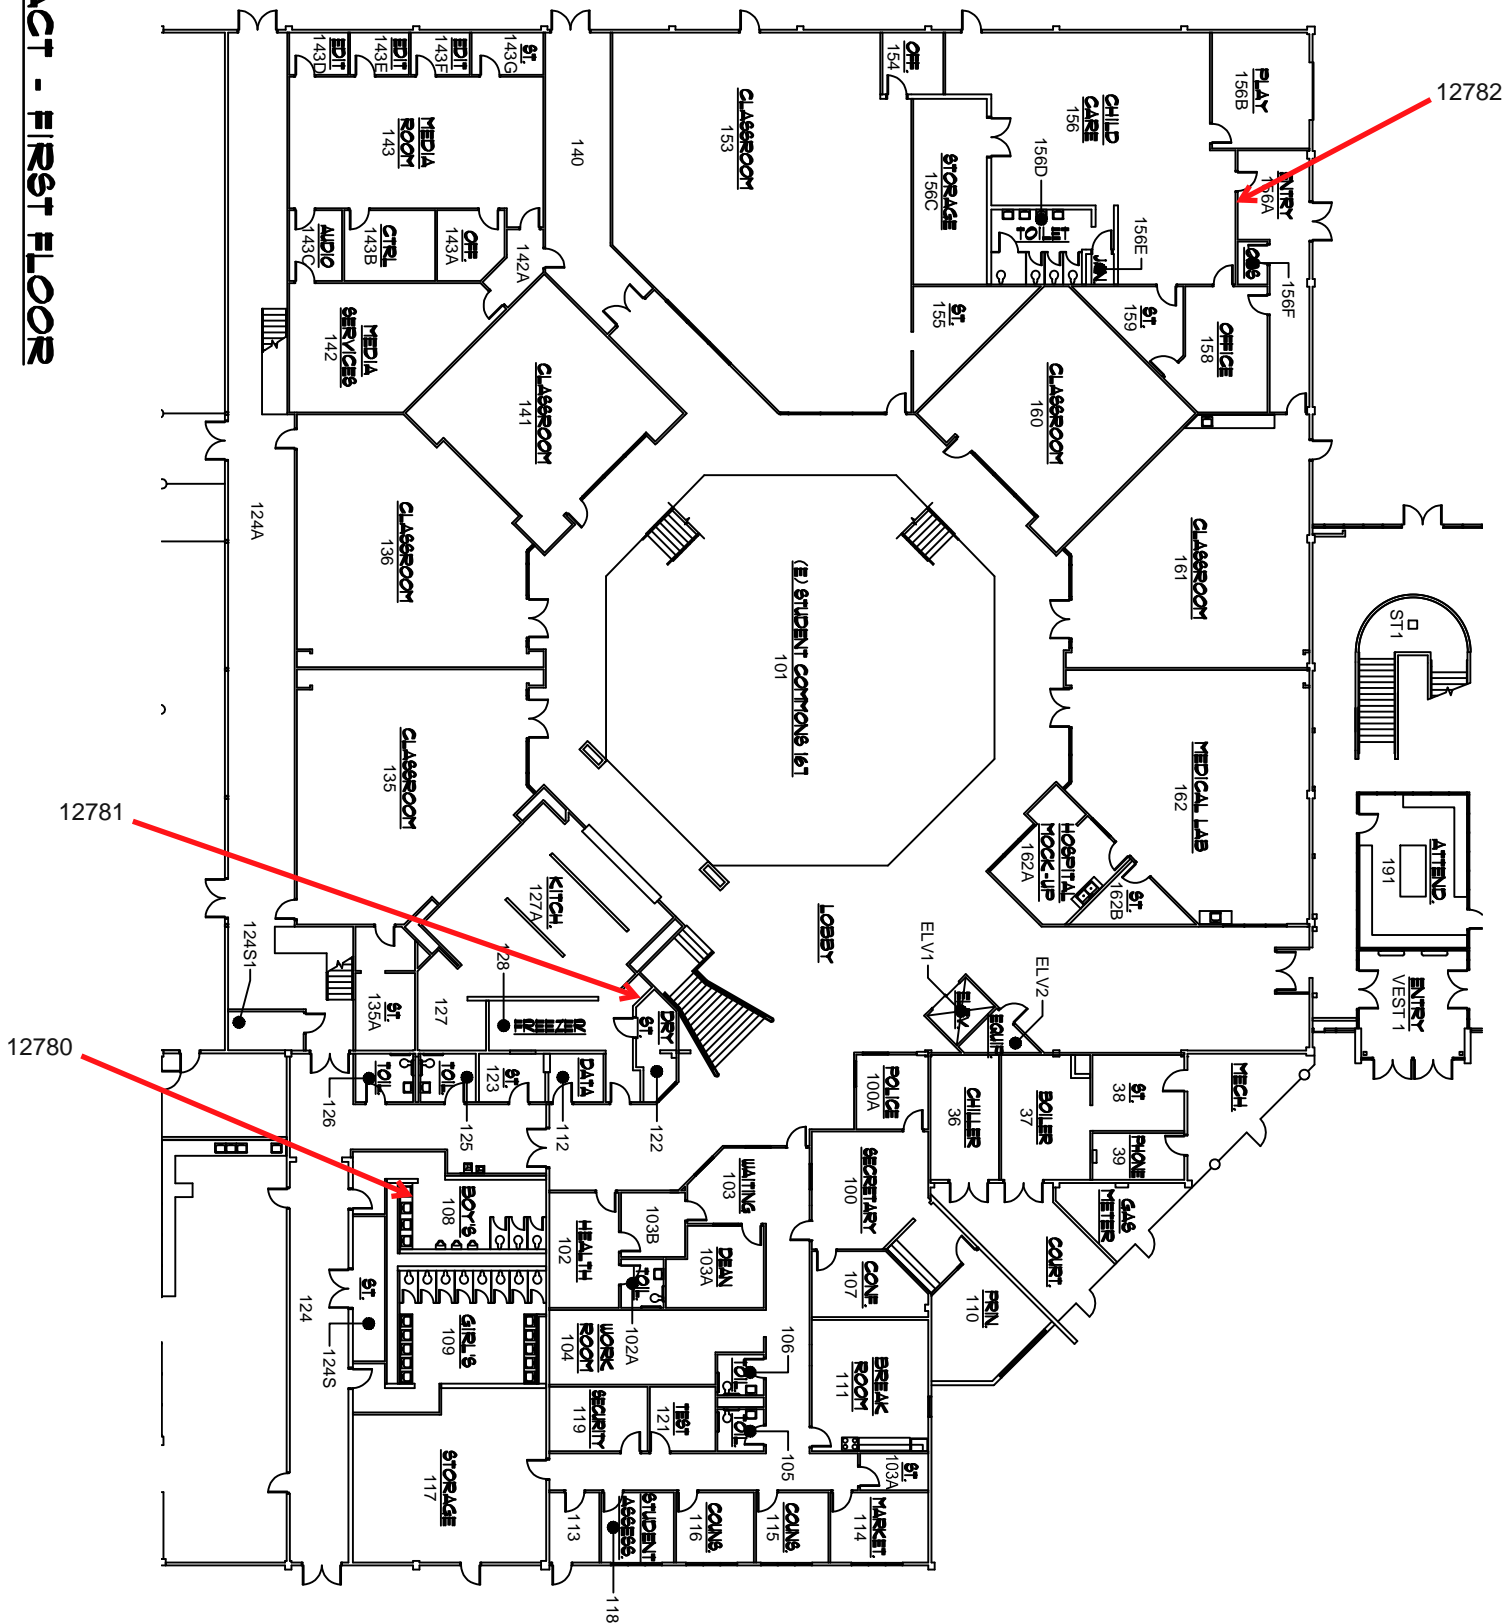 ACT - FIRST FLOOR
12782
12781
12780
EDIT
143D
EDIT
143E
EDIT
143F
ST.
143G
MEDIA
ROOM
143
140
AUDIO
143C
CTRL
143B
OFF.
143A
142A
MEDIA
SERVICES
142
CLASSROOM
153
OFF.
154
CHILD
CARE
156
PLAY
156B
STORAGE
156C
156D
TOILET
156E
JAN
ENTRY
156A
156F
ST.
155
ST.
159
OFFICE
158
CLASSROOM
141
CLASSROOM
160
CLASSROOM
136
CLASSROOM
161
124A
(E) STUDENT COMMONS 167
101
ST1
CLASSROOM
135
MEDICAL LAB
162
HOSPITAL
MOCK-UP
162A
ST.
162B
ATTEND.
191
ENTRY
VEST 1
KITCH.
127A
LOBBY
ELV1
ELEV
ELV2
EQUIP
124S1
ST.
135A
127
128
FREEZER
DRY
ST.
TOIL
126
TOIL
125
ST.
123
DATA
112
122
POLICE
100A
CHILLER
36
BOILER
37
ST.
38
PHONE
39
MECH.
GAS
METER
COURT.
PRIN.
110
SECRETARY
100
WAITING
103
103B
DEAN
103A
CONF.
107
HEALTH
102
TOIL
102A
BOY'S
108
GIRL'S
109
124
ST.
124S
WORK
ROOM
104
106
TOIL
TOIL
105
BREAK
ROOM
111
SECURITY
119
TEST
121
ST.
103A
STORAGE
117
113
STUDENT
ASSESS.
118
COUNS.
116
COUNS.
115
MARKET.
114